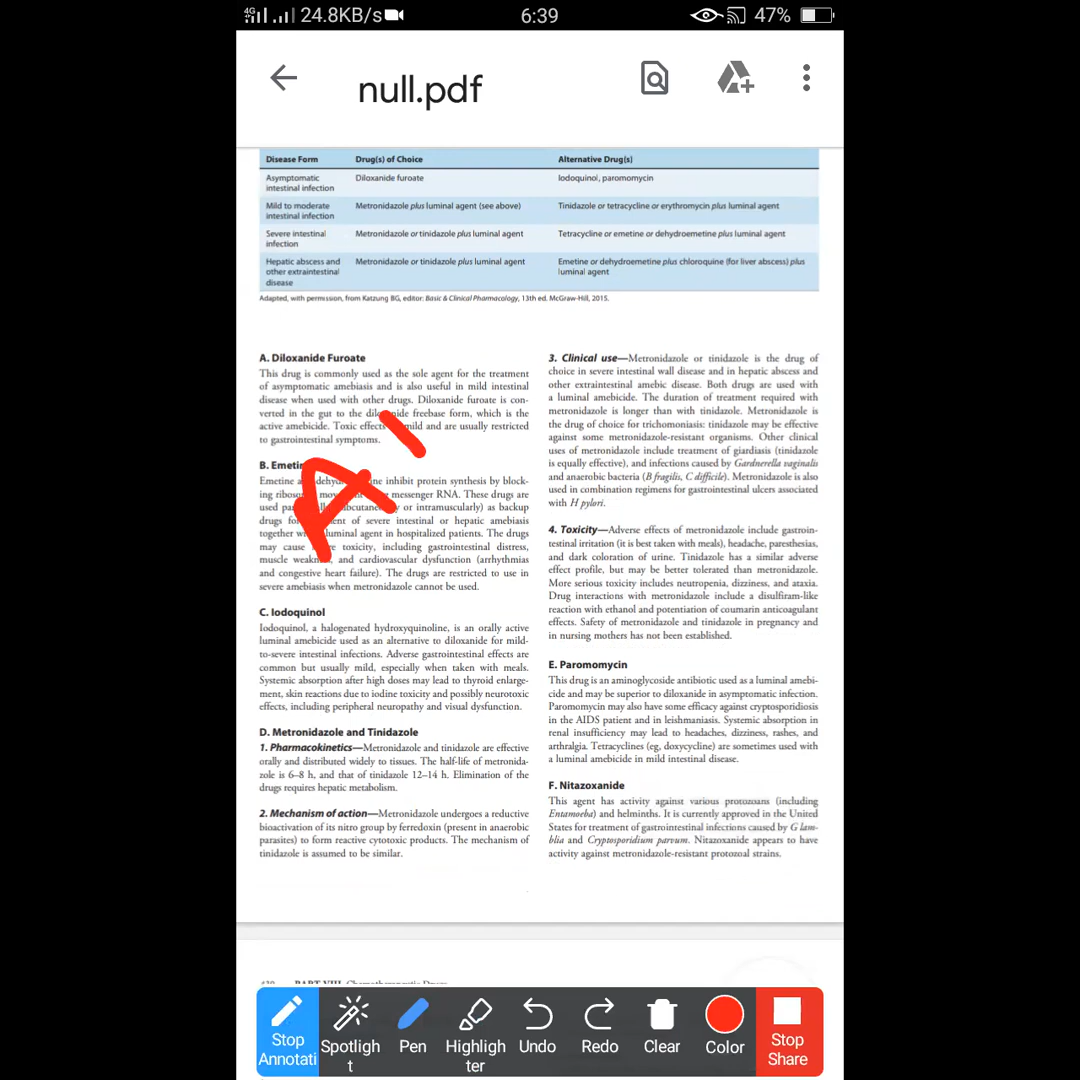 4G 24.8KB/s 6:39 47%
null.pdf
Disease Form Drug(s) of Choice Alternative Drug(s)
Asymptomatic intestinal infection Diloxanide furoate Iodoquinol, paromomycin
Mild to moderate intestinal infection Metronidazole plus luminal agent (see above) Tinidazole or tetracycline or erythromycin plus luminal agent
Severe intestinal infection Metronidazole or tinidazole plus luminal agent Tetracycline or emetine or dehydroemetine plus luminal agent
Hepatic abscess and other extraintestinal disease Metronidazole or tinidazole plus luminal agent Emetine or dehydroemetine plus chloroquine (for liver abscess) plus luminal agent
Adapted, with permission, from Katzung BG, editor: Basic & Clinical Pharmacology, 13th ed. McGraw-Hill, 2015.
A. Diloxanide Furoate
This drug is commonly used as the sole agent for the treatment
of asymptomatic amebiasis and is also useful in mild intestinal
disease when used with other drugs. Diloxanide furoate is con-
verted in the gut to the freebase form, which is the
active amebicide. Toxic effects mild and are usually restricted
to gastrointestinal symptoms.
B.
Emetine inhibit protein synthesis by block-
ing messenger RNA. These drugs are
used or intramuscularly) as backup
drugs of severe intestinal or hepatic amebiasis
together luminal agent in hospitalized patients. The drugs
may cause toxicity, including gastrointestinal distress,
muscle and cardiovascular dysfunction (arrhythmias
and congestive heart failure). The drugs are restricted to use in
severe amebiasis when metronidazole cannot be used.
A
C. Iodoquinol
Iodoquinol, a halogenated hydroxyquinoline, is an orally active
luminal amebicide used as an alternative to diloxanide for mild-
to-severe intestinal infections. Adverse gastrointestinal effects are
common but usually mild, especially when taken with meals.
Systemic absorption after high doses may lead to thyroid enlarge-
ment, skin reactions due to iodine toxicity and possibly neurotoxic
effects, including peripheral neuropathy and visual dysfunction.
D. Metronidazole and Tinidazole
1. Pharmacokinetics—Metronidazole and tinidazole are effective
orally and distributed widely to tissues. The half-life of metronida-
zole is 6–8 h, and that of tinidazole 12–14 h. Elimination of the
drugs requires hepatic metabolism.
2. Mechanism of action—Metronidazole undergoes a reductive
bioactivation of its nitro group by ferredoxin (present in anaerobic
parasites) to form reactive cytotoxic products. The mechanism of
tinidazole is assumed to be similar.
3. Clinical use—Metronidazole or tinidazole is the drug of
choice in severe intestinal wall disease and in hepatic abscess and
other extraintestinal amebic disease. Both drugs are used with
a luminal amebicide. The duration of treatment required with
metronidazole is longer than with tinidazole. Metronidazole is
the drug of choice for trichomoniasis: tinidazole may be effective
against some metronidazole-resistant organisms. Other clinical
uses of metronidazole include treatment of giardiasis (tinidazole
is equally effective), and infections caused by Gardnerella vaginalis
and anaerobic bacteria (B fragilis, C difficile). Metronidazole is also
used in combination regimens for gastrointestinal ulcers associated
with H pylori.
4. Toxicity—Adverse effects of metronidazole include gastroin-
testinal irritation (it is best taken with meals), headache, paresthesias,
and dark coloration of urine. Tinidazole has a similar adverse
effect profile, but may be better tolerated than metronidazole.
More serious toxicity includes neutropenia, dizziness, and ataxia.
Drug interactions with metronidazole include a disulfiram-like
reaction with ethanol and potentiation of coumarin anticoagulant
effects. Safety of metronidazole and tinidazole in pregnancy and
in nursing mothers has not been established.
E. Paromomycin
This drug is an aminoglycoside antibiotic used as a luminal amebi-
cide and may be superior to diloxanide in asymptomatic infection.
Paromomycin may also have some efficacy against cryptosporidiosis
in the AIDS patient and in leishmaniasis. Systemic absorption in
renal insufficiency may lead to headaches, dizziness, rashes, and
arthralgia. Tetracyclines (eg, doxycycline) are sometimes used with
a luminal amebicide in mild intestinal disease.
F. Nitazoxanide
This agent has activity against various protozoans (including
Entamoeba) and helminths. It is currently approved in the United
States for treatment of gastrointestinal infections caused by G lam-
blia and Cryptosporidium parvum. Nitazoxanide appears to have
activity against metronidazole-resistant protozoal strains.
PART VIII Chemotherapeutic Drugs
Stop Annotati Spotligh t Pen Highligh ter Undo Redo Clear Color Stop Share